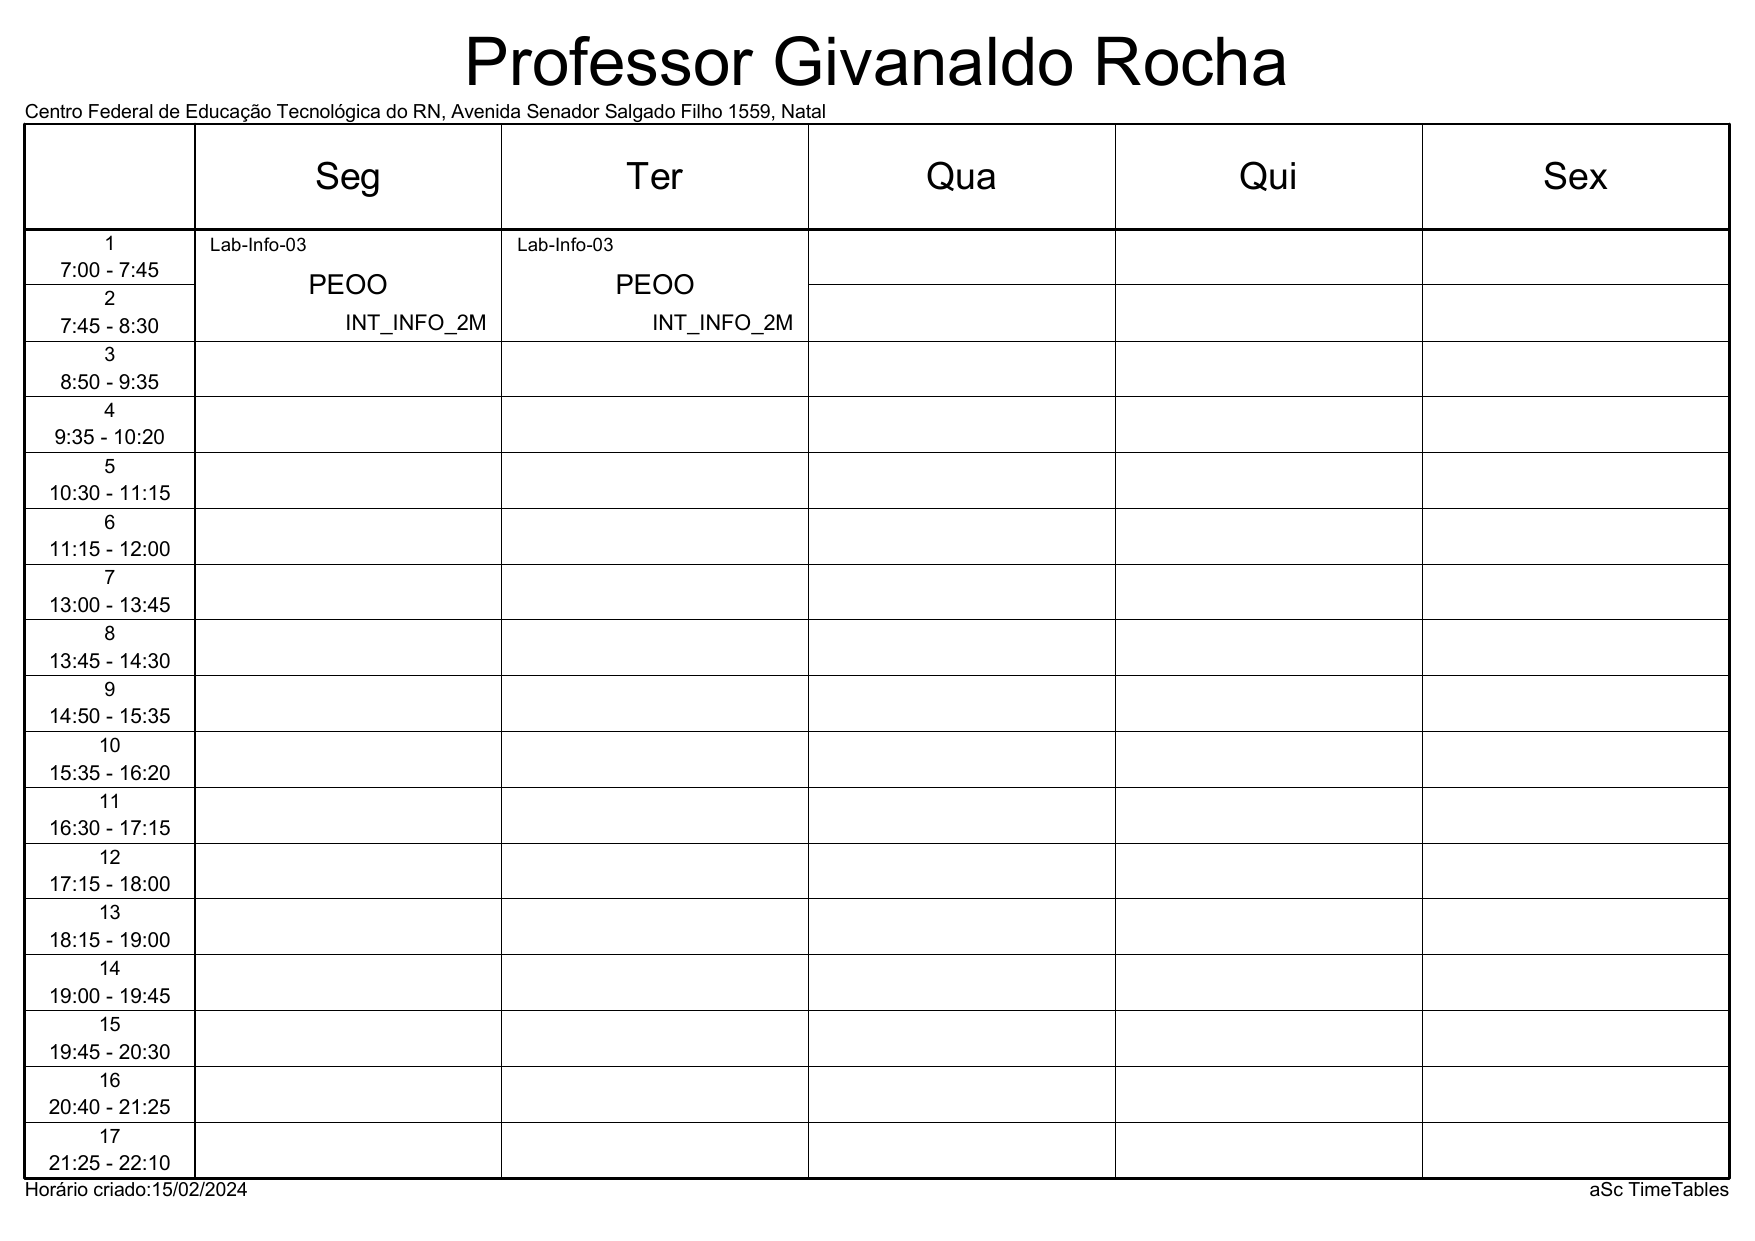 Professor Givanaldo Rocha
Centro Federal de Educação Tecnológica do RN, Avenida Senador Salgado Filho 1559, Natal
Seg Ter Qua Qui Sex
1
7:00 - 7:45
Lab-Info-03 Lab-Info-03
PEOO PEOO
2
7:45 - 8:30
INT_INFO_2M INT_INFO_2M
3
8:50 - 9:35
4
9:35 - 10:20
5
10:30 - 11:15
6
11:15 - 12:00
7
13:00 - 13:45
8
13:45 - 14:30
9
14:50 - 15:35
10
15:35 - 16:20
11
16:30 - 17:15
12
17:15 - 18:00
13
18:15 - 19:00
14
19:00 - 19:45
15
19:45 - 20:30
16
20:40 - 21:25
17
21:25 - 22:10
Horário criado:15/02/2024 aSc TimeTables